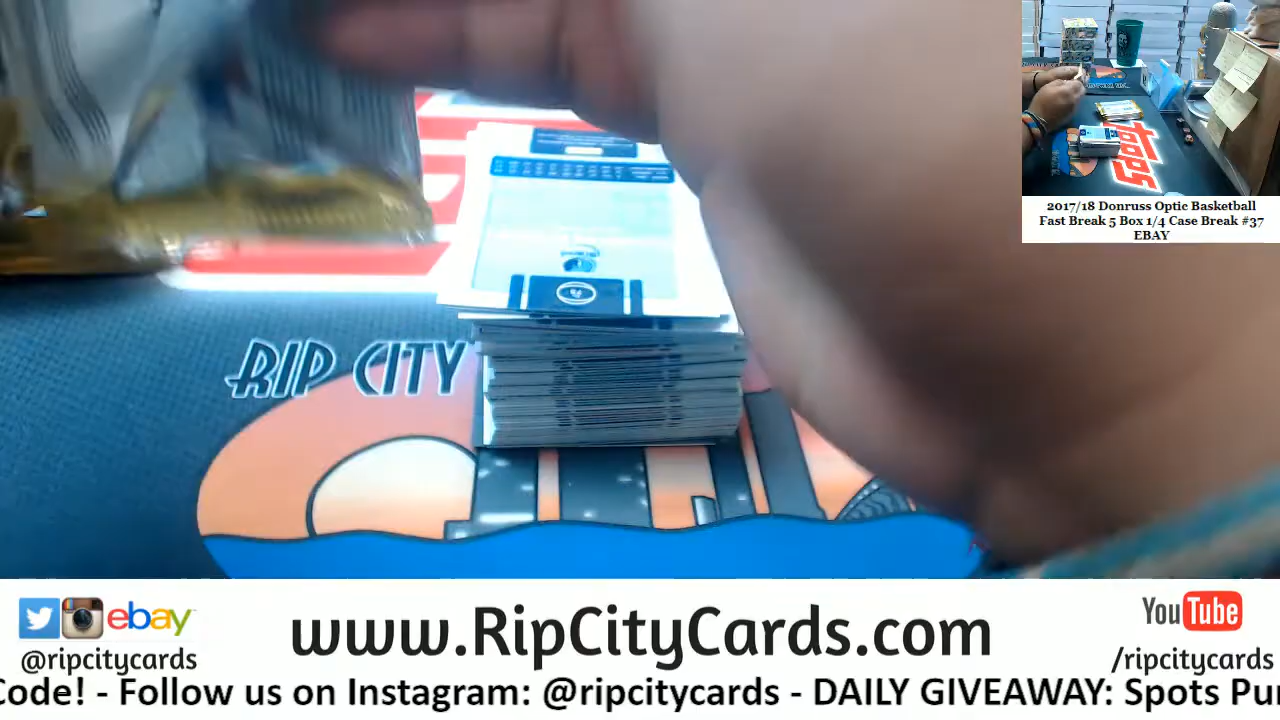 2017/18 Donruss Optic Basketball
Fast Break 5 Box 1/4 Case Break #37
EBAY
topps
RIP CITY
ebay
@ripcitycards
www.RipCityCards.com
YouTube
/ripcitycards
Code! - Follow us on Instagram: @ripcitycards - DAILY GIVEAWAY: Spots Pur